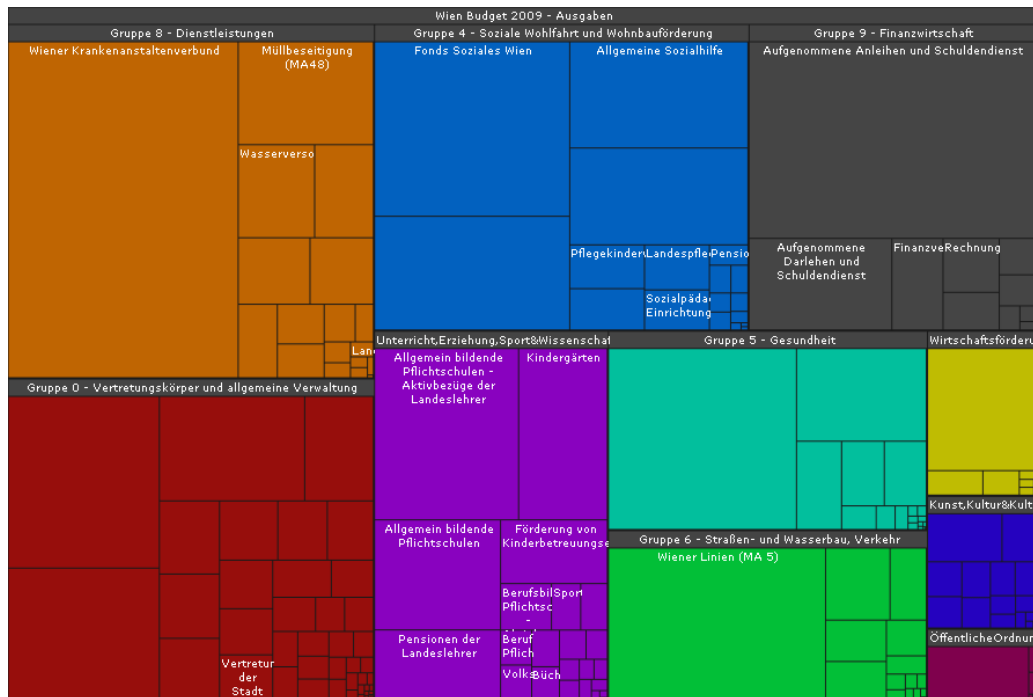 Wien Budget 2009 - Ausgaben
Gruppe 8 - Dienstleistungen
Wiener Krankenanstaltenverbund
Müllbeseitigung
(MA48)
Wasserverso
Lan
Gruppe 4 - Soziale Wohlfahrt und Wohnbauförderung
Fonds Soziales Wien
Allgemeine Sozialhilfe
Pflegekinderw
Landespfle
Pensio
Sozialpäda
Einrichtung
Gruppe 9 - Finanzwirtschaft
Aufgenommene Anleihen und Schuldendienst
Aufgenommene
Darlehen und
Schuldendienst
Finanzve
Rechnung
Gruppe 0 - Vertretungskörper und allgemeine Verwaltung
Vertretur
der
Stadt
Unterricht,Erziehung,Sport&Wissenschaf
Allgemein bildende
Pflichtschulen -
Aktivbezüge der
Landeslehrer
Kindergärten
Allgemein bildende
Pflichtschulen
Förderung von
Kinderbetreuungse
Berufsbil
Pflichtsc
-
Sport
Pensionen der
Landeslehrer
Beruf
Pflich
Volks
Büch
Gruppe 5 - Gesundheit
Gruppe 6 - Straßen- und Wasserbau, Verkehr
Wiener Linien (MA 5)
Wirtschaftsförderu
Kunst,Kultur&Kult
ÖffentlicheOrdnun